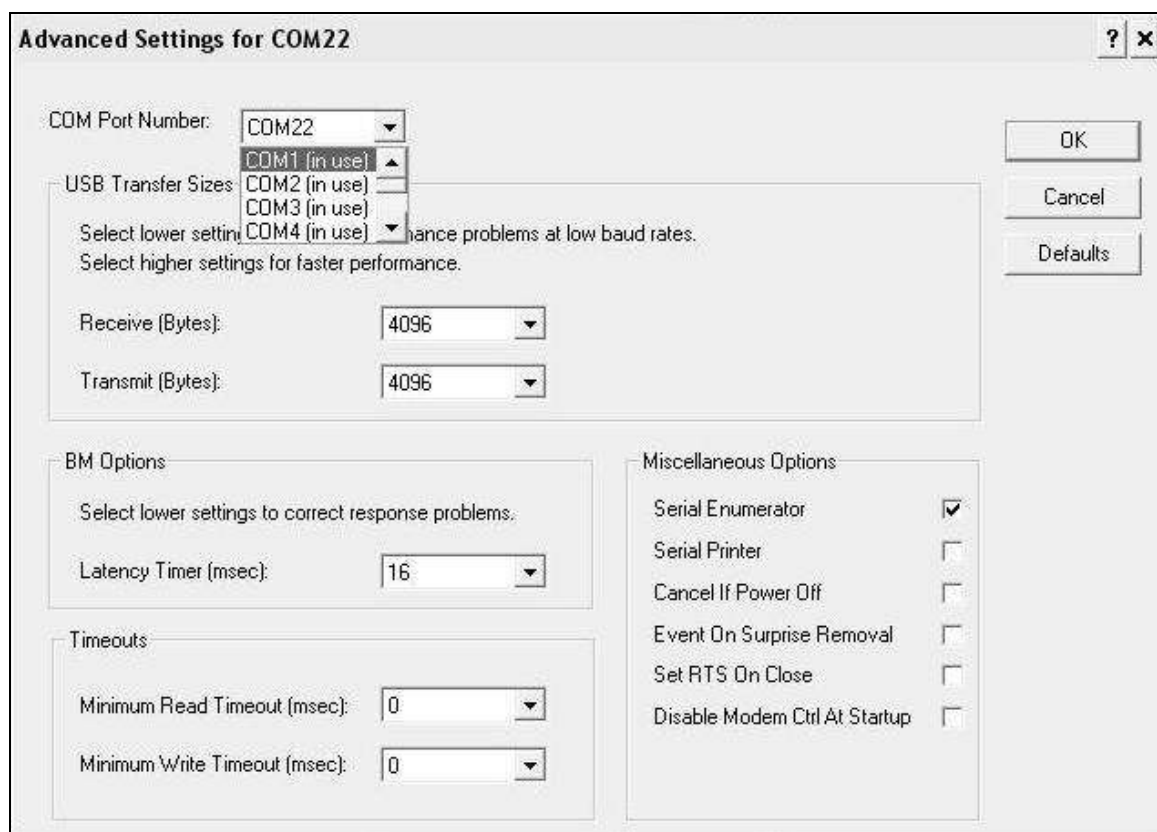 Advanced Settings for COM22
? ×
COM Port Number: COM22
OK
COM1 (in use)
USB Transfer Sizes COM2 (in use)
Cancel
COM3 (in use)
Select lower setting COM4 (in use) mance problems at low baud rates.
Select higher settings for faster performance.
Defaults
Receive (Bytes): 4096
Transmit (Bytes): 4096
BM Options
Select lower settings to correct response problems.
Latency Timer (msec): 16
Timeouts
Minimum Read Timeout (msec): 0
Minimum Write Timeout (msec): 0
Miscellaneous Options
Serial Enumerator
Serial Printer
Cancel If Power Off
Event On Surprise Removal
Set RTS On Close
Disable Modem Ctrl At Startup